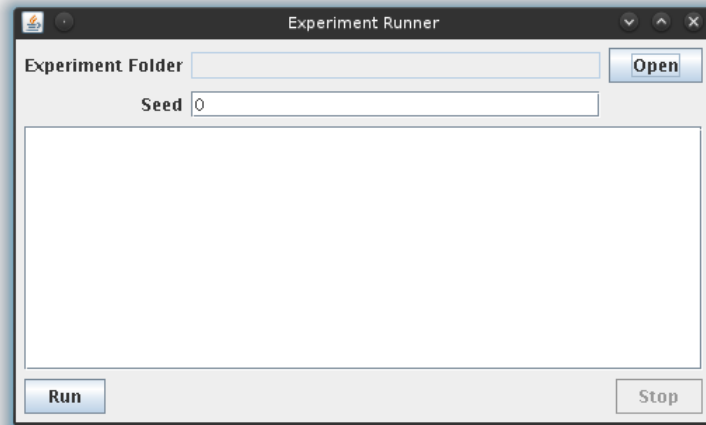 Experiment Runner
Experiment Folder Open
Seed 0
Run Stop